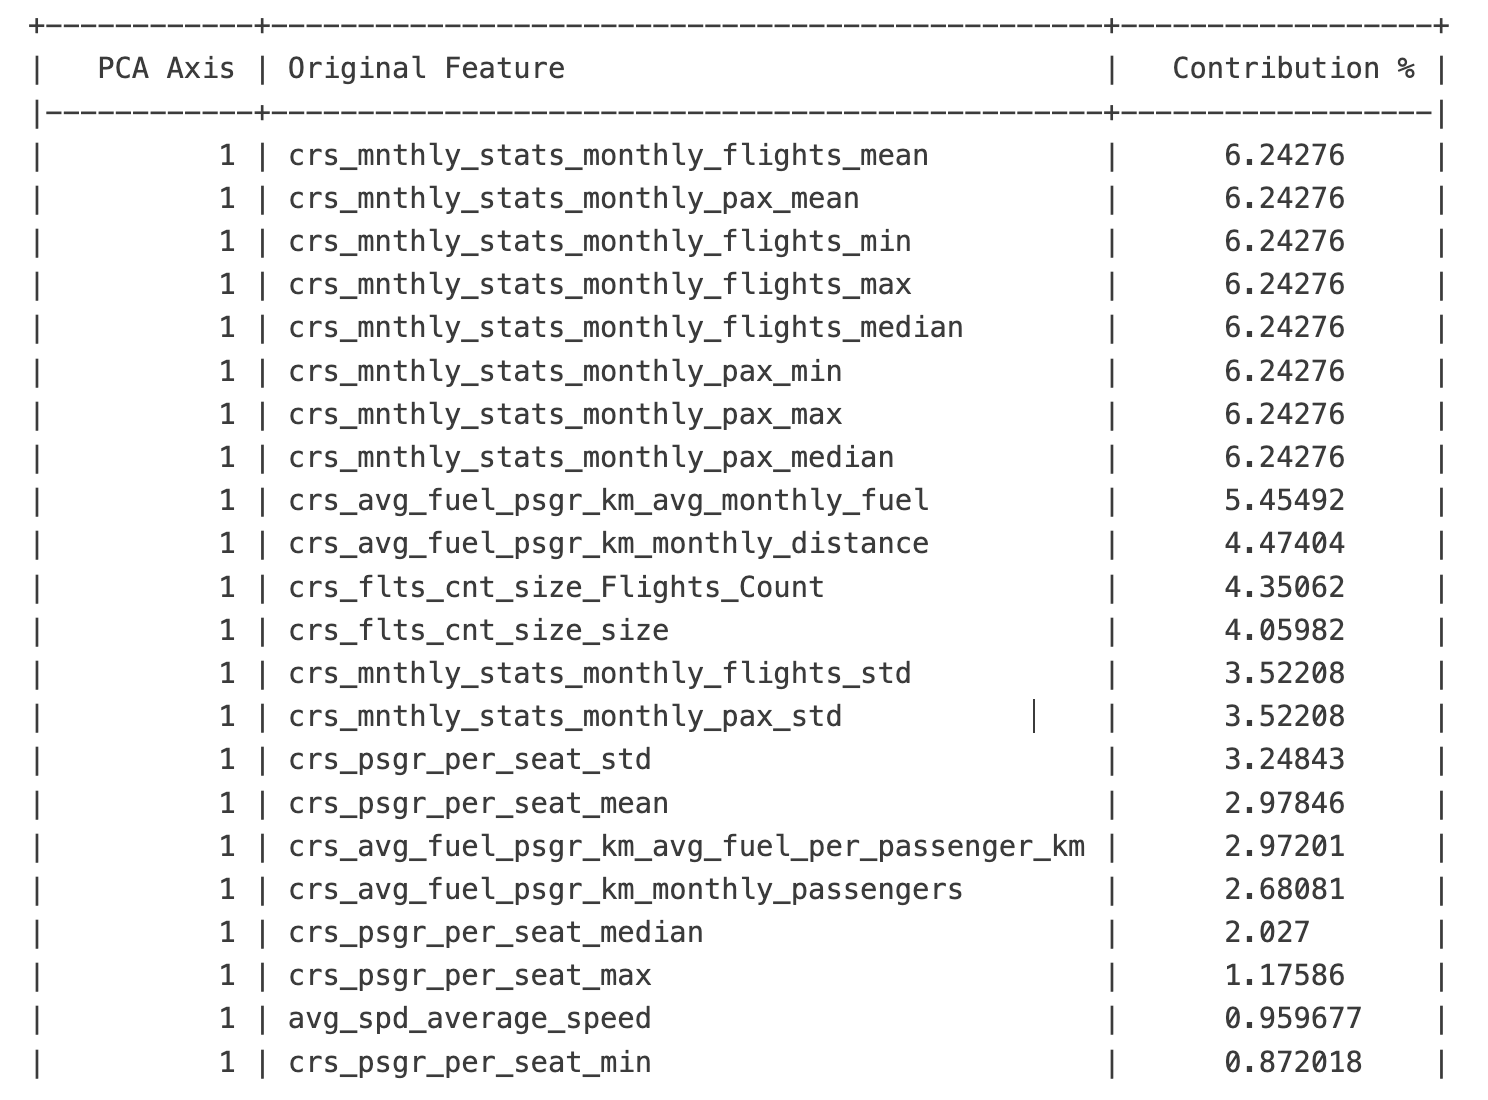 +------------+------------------------------------------------+------------------+
|   PCA Axis | Original Feature                               |   Contribution % |
|------------+------------------------------------------------+------------------|
|          1 | crs_mnthly_stats_monthly_flights_mean          |      6.24276     |
|          1 | crs_mnthly_stats_monthly_pax_mean              |      6.24276     |
|          1 | crs_mnthly_stats_monthly_flights_min           |      6.24276     |
|          1 | crs_mnthly_stats_monthly_flights_max           |      6.24276     |
|          1 | crs_mnthly_stats_monthly_flights_median        |      6.24276     |
|          1 | crs_mnthly_stats_monthly_pax_min               |      6.24276     |
|          1 | crs_mnthly_stats_monthly_pax_max               |      6.24276     |
|          1 | crs_mnthly_stats_monthly_pax_median            |      6.24276     |
|          1 | crs_avg_fuel_psgr_km_avg_monthly_fuel          |      5.45492     |
|          1 | crs_avg_fuel_psgr_km_monthly_distance          |      4.47404     |
|          1 | crs_flts_cnt_size_Flights_Count                |      4.35062     |
|          1 | crs_flts_cnt_size_size                         |      4.05982     |
|          1 | crs_mnthly_stats_monthly_flights_std           |      3.52208     |
|          1 | crs_mnthly_stats_monthly_pax_std               |      3.52208     |
|          1 | crs_psgr_per_seat_std                          |      3.24843     |
|          1 | crs_psgr_per_seat_mean                         |      2.97846     |
|          1 | crs_avg_fuel_psgr_km_avg_fuel_per_passenger_km |      2.97201     |
|          1 | crs_avg_fuel_psgr_km_monthly_passengers        |      2.68081     |
|          1 | crs_psgr_per_seat_median                       |      2.027       |
|          1 | crs_psgr_per_seat_max                          |      1.17586     |
|          1 | avg_spd_average_speed                          |      0.959677    |
|          1 | crs_psgr_per_seat_min                          |      0.872018    |